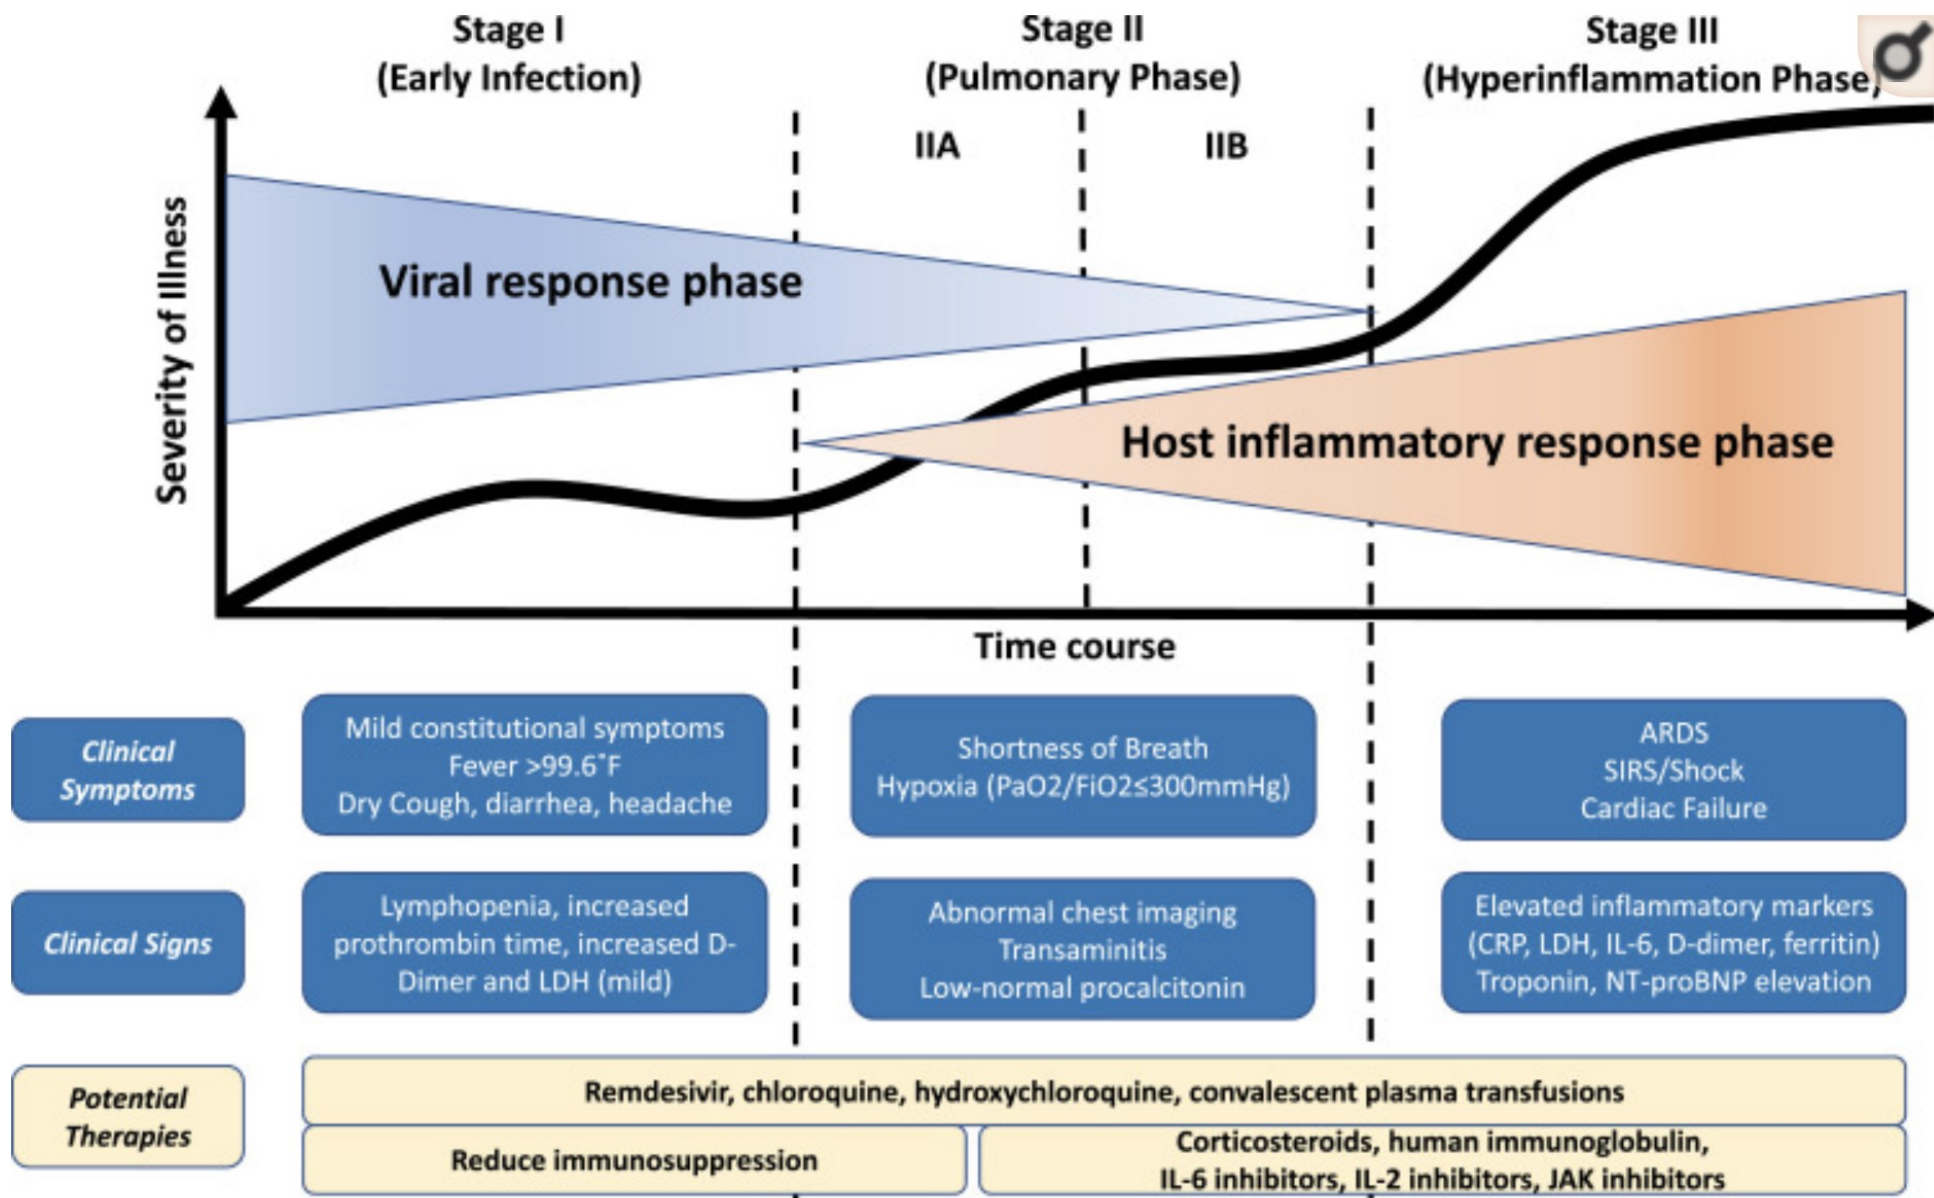 Stage I
(Early Infection)
Stage II
(Pulmonary Phase)
Stage III
(Hyperinflammation Phase)
IIA
IIB
Severity of Illness
Viral response phase
Host inflammatory response phase
Time course
Clinical
Symptoms
Mild constitutional symptoms
Fever >99.6°F
Dry Cough, diarrhea, headache
Shortness of Breath
Hypoxia (PaO2/FiO2≤300mmHg)
ARDS
SIRS/Shock
Cardiac Failure
Clinical Signs
Lymphopenia, increased
prothrombin time, increased D-
Dimer and LDH (mild)
Abnormal chest imaging
Transaminitis
Low-normal procalcitonin
Elevated inflammatory markers
(CRP, LDH, IL-6, D-dimer, ferritin)
Troponin, NT-proBNP elevation
Potential
Therapies
Remdesivir, chloroquine, hydroxychloroquine, convalescent plasma transfusions
Reduce immunosuppression
Corticosteroids, human immunoglobulin,
IL-6 inhibitors, IL-2 inhibitors, JAK inhibitors